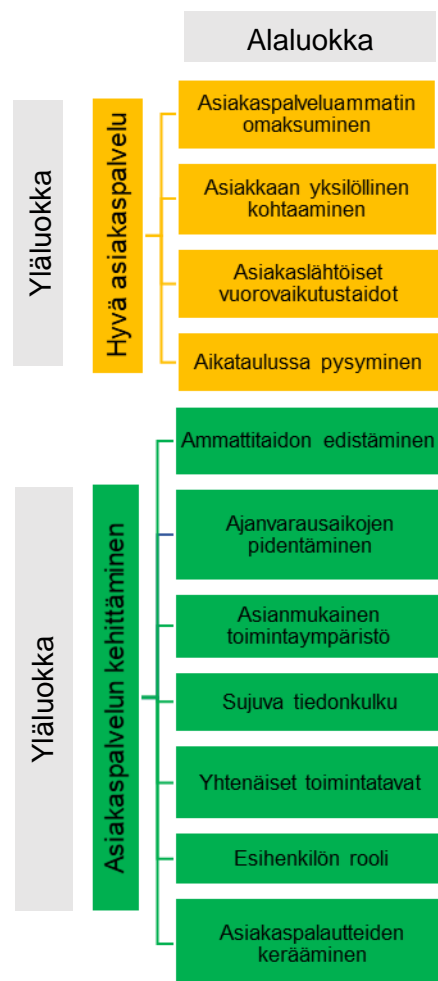 Alaluokka
Yläluokka
Hyvä asiakaspalvelu
Asiakaspalveluammatin
omaksuminen
Asiakkaan yksilöllinen
kohtaaminen
Asiakaslähtöiset
vuorovaikutustaidot
Aikataulussa pysyminen
Yläluokka
Asiakaspalvelun kehittäminen
Ammattitaidon edistäminen
Ajanvarausaikojen
pidentäminen
Asianmukainen
toimintaympäristö
Sujuva tiedonkulku
Yhtenäiset toimintatavat
Esihenkilön rooli
Asiakaspalautteiden
kerääminen